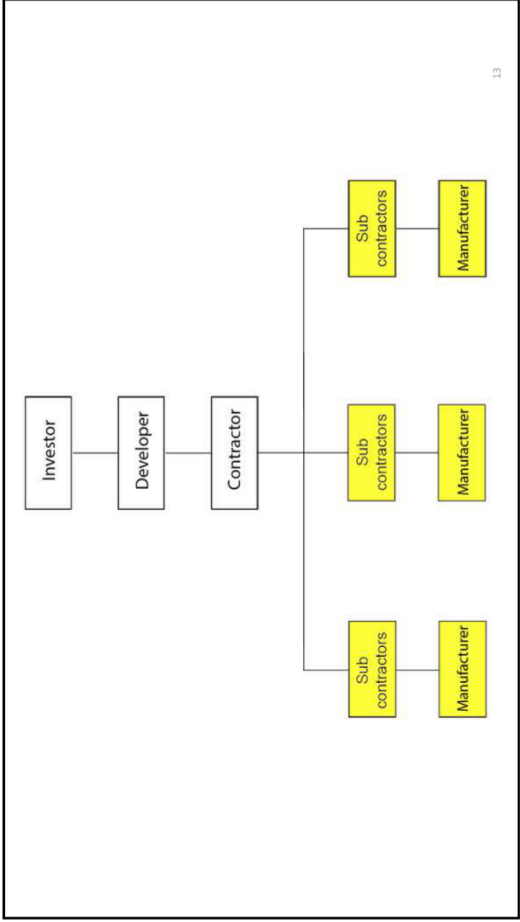 Investor
Developer
Contractor
Sub
contractors
Sub
contractors
Sub
contractors
Manufacturer
Manufacturer
Manufacturer
13